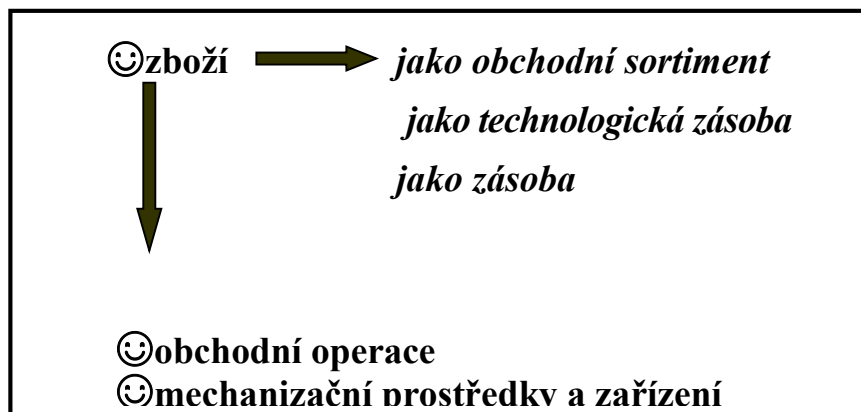 ☺zboží jako obchodní sortiment
jako technologická zásoba
jako zásoba
☺obchodní operace
☺mechanizační prostředky a zařízení